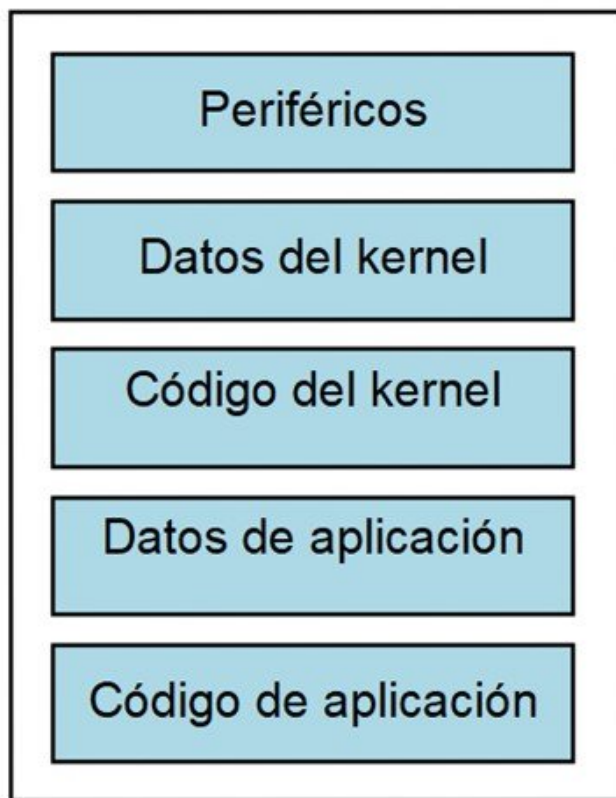 Periféricos
Datos del kernel
Código del kernel
Datos de aplicación
Código de aplicación